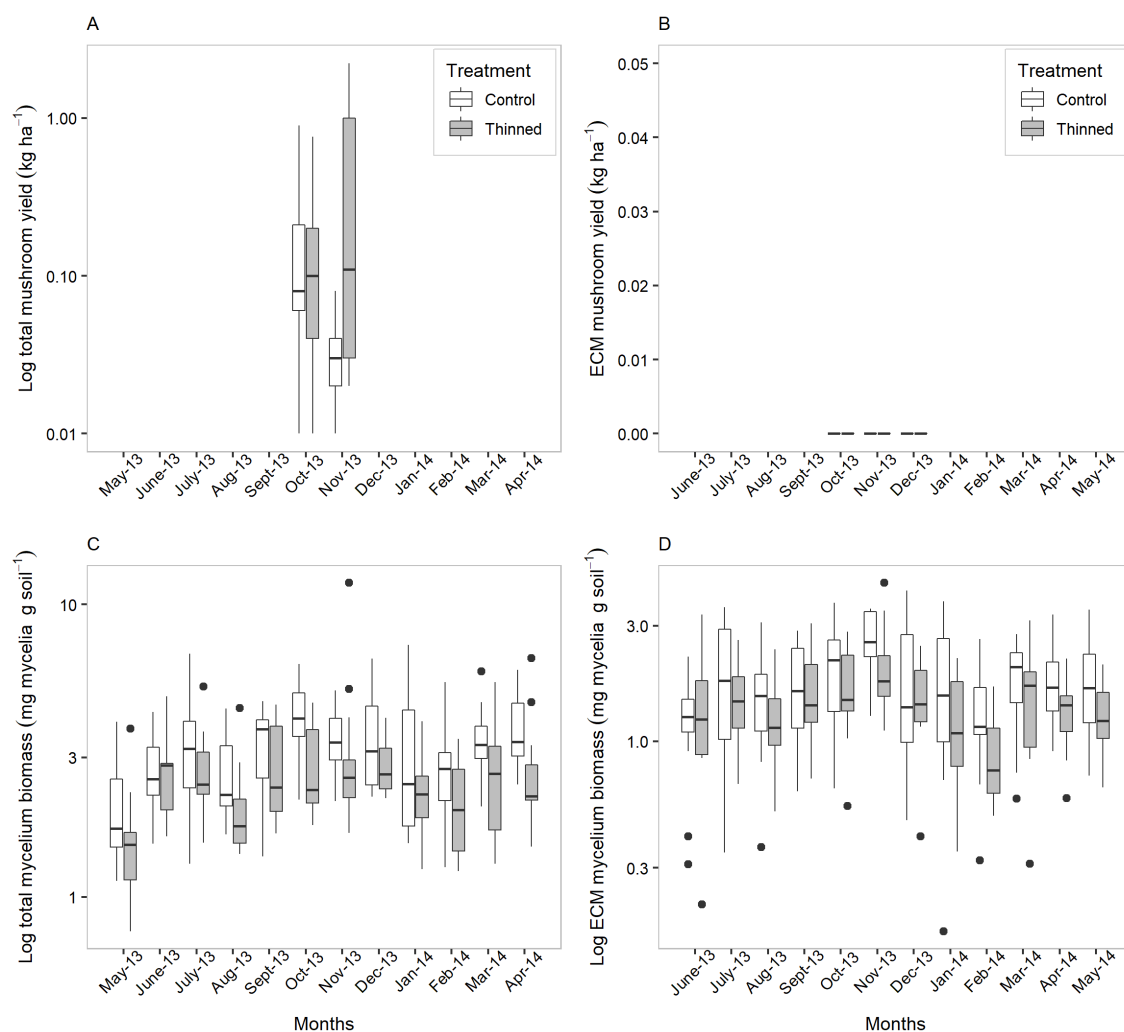 A
Log total mushroom yield (kg ha⁻¹)
1.00
0.10
0.01
Treatment
Control
Thinned
May-13 June-13 July-13 Aug-13 Sept-13 Oct-13 Nov-13 Dec-13 Jan-14 Feb-14 Mar-14 Apr-14
B
ECM mushroom yield (kg ha⁻¹)
0.05
0.04
0.03
0.02
0.01
0.00
Treatment
Control
Thinned
June-13 July-13 Aug-13 Sept-13 Oct-13 Nov-13 Dec-13 Jan-14 Feb-14 Mar-14 Apr-14 May-14
C
Log total mycelium biomass (mg mycelia g soil⁻¹)
10
3
1
May-13 June-13 July-13 Aug-13 Sept-13 Oct-13 Nov-13 Dec-13 Jan-14 Feb-14 Mar-14 Apr-14
Months
D
Log ECM mycelium biomass (mg mycelia g soil⁻¹)
3.0
1.0
0.3
June-13 July-13 Aug-13 Sept-13 Oct-13 Nov-13 Dec-13 Jan-14 Feb-14 Mar-14 Apr-14 May-14
Months